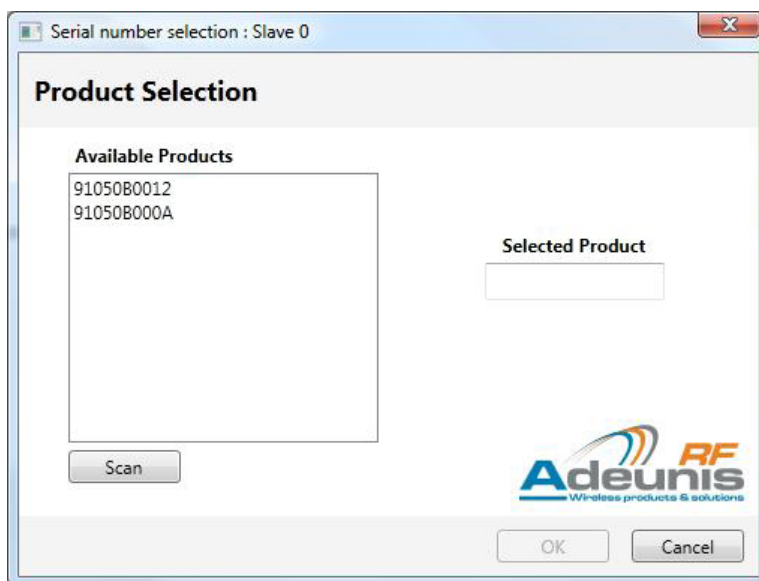 Serial number selection : Slave 0
Product Selection
Available Products
91050B0012
91050B000A
Selected Product
Scan
Adeunis RF
Wireless products & solutions
OK
Cancel